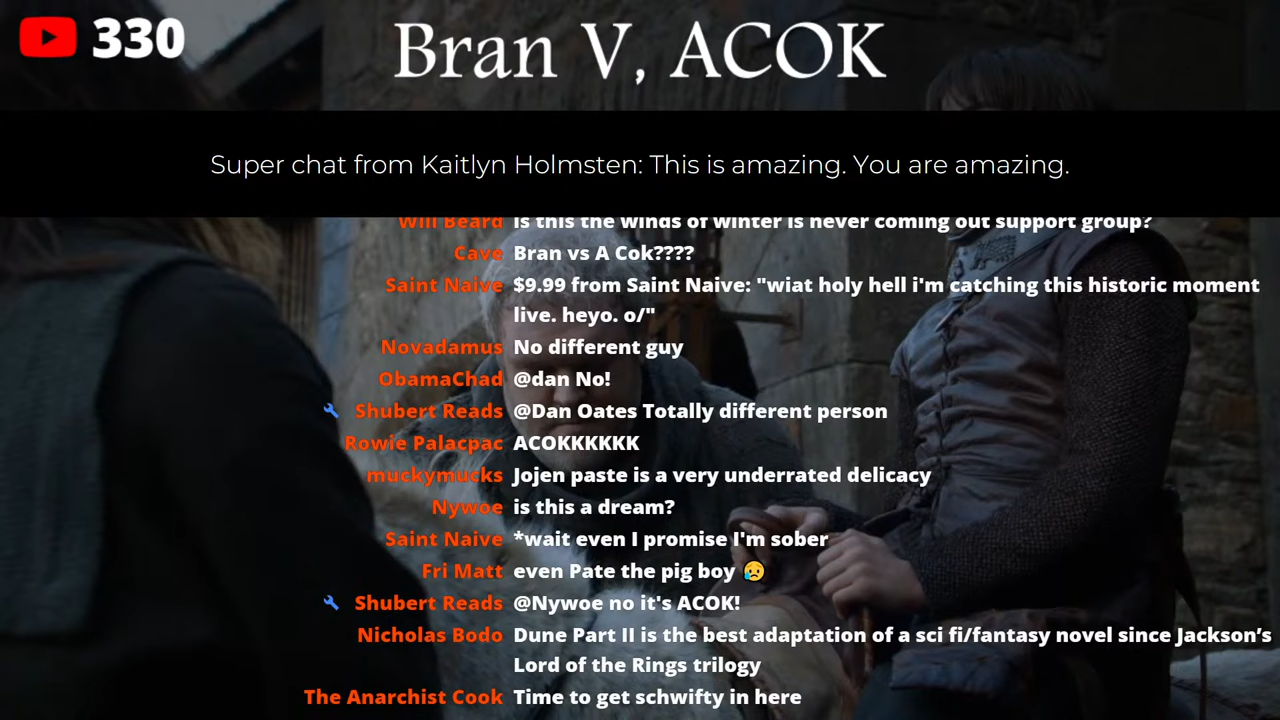 330
Bran V, ACOK
Super chat from Kaitlyn Holmsten: This is amazing. You are amazing.
Will Beard is this the winds of winter is never coming out support group?
Cave Bran vs A Cok????
Saint Naive $9.99 from Saint Naive: "wiat holy hell i'm catching this historic moment
live. heyo. o/"
Novadamus No different guy
ObamaChad @dan No!
Shubert Reads @Dan Oates Totally different person
Rowie Palacpac ACOKKKKKK
muckymucks Jojen paste is a very underrated delicacy
Nywoe is this a dream?
Saint Naive *wait even I promise I'm sober
Fri Matt even Pate the pig boy 😥
Shubert Reads @Nywoe no it's ACOK!
Nicholas Bodo Dune Part II is the best adaptation of a sci fi/fantasy novel since Jackson's
Lord of the Rings trilogy
The Anarchist Cook Time to get schwifty in here